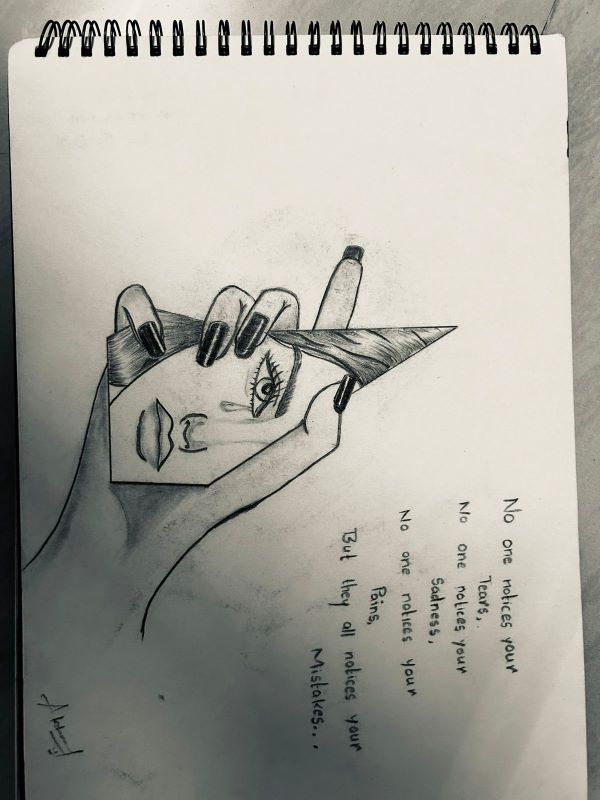 No one notices your
Tears,.
No one notices your
Sadness,
No one notices your
Pains,
But they all notices your
Mistakes...